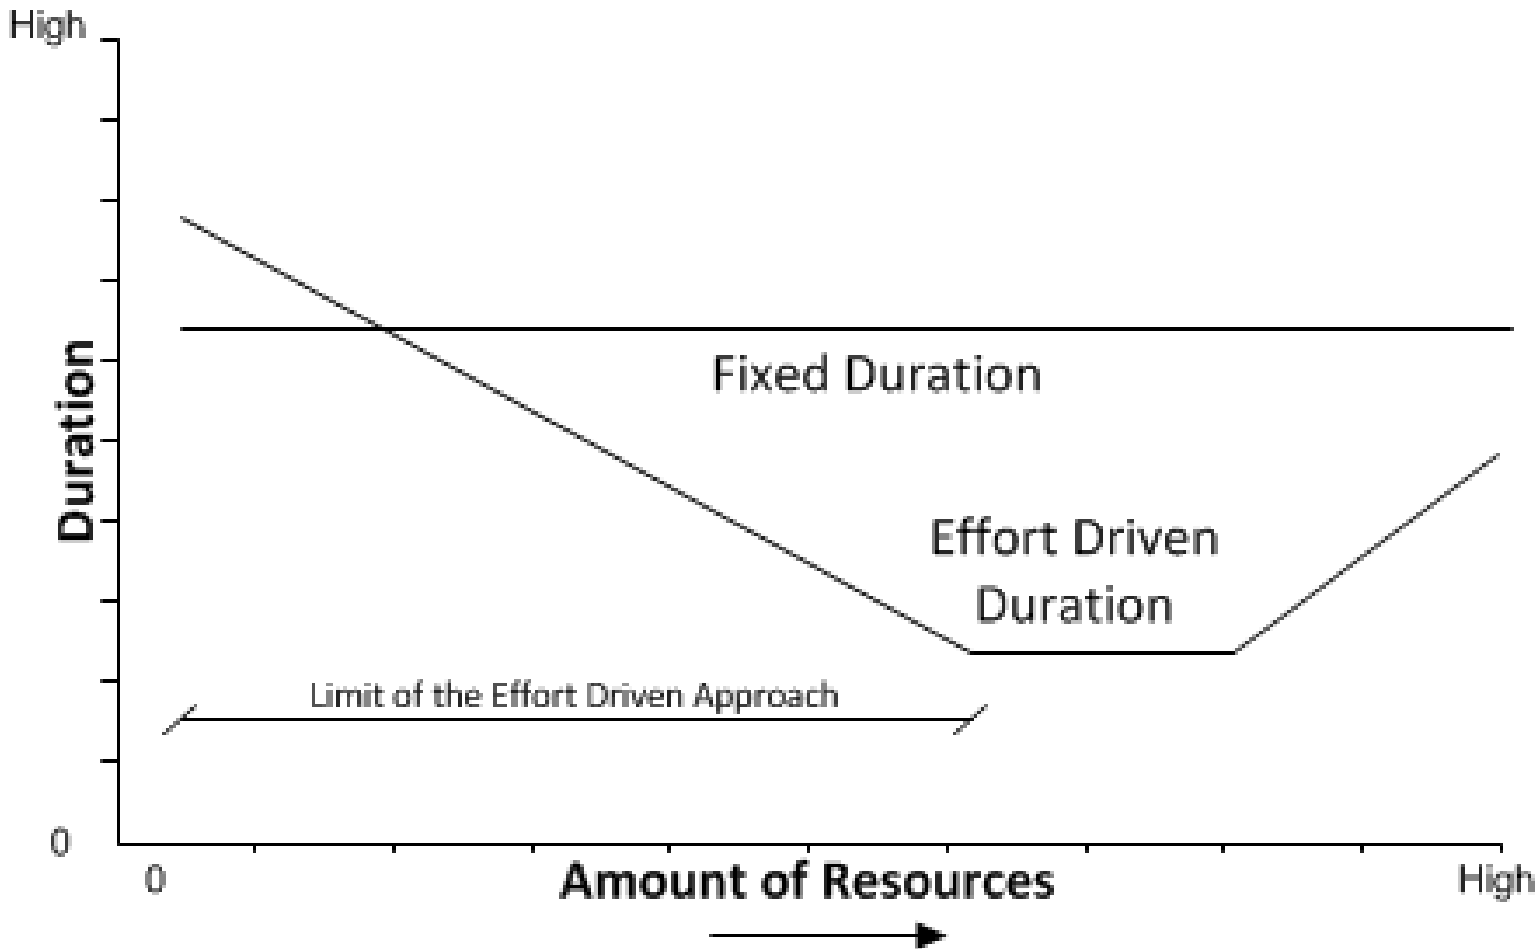 High
Duration
Fixed Duration
Effort Driven
Duration
Limit of the Effort Driven Approach
0
0
Amount of Resources
High